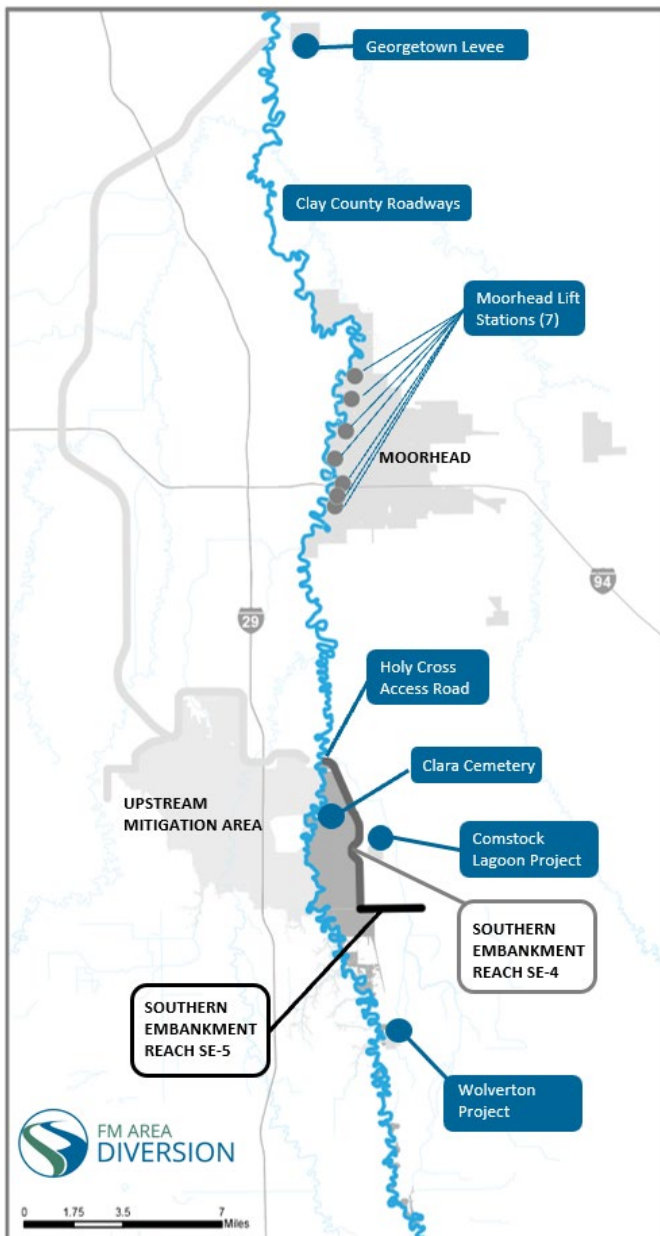 Georgetown Levee
Clay County Roadways
Moorhead Lift
Stations (7)
MOORHEAD
94
29
Holy Cross
Access Road
Clara Cemetery
UPSTREAM
MITIGATION AREA
Comstock
Lagoon Project
SOUTHERN
EMBANKMENT
REACH SE-4
SOUTHERN
EMBANKMENT
REACH SE-5
Wolverton
Project
FM AREA
DIVERSION
0 1.75 3.5 7
Miles